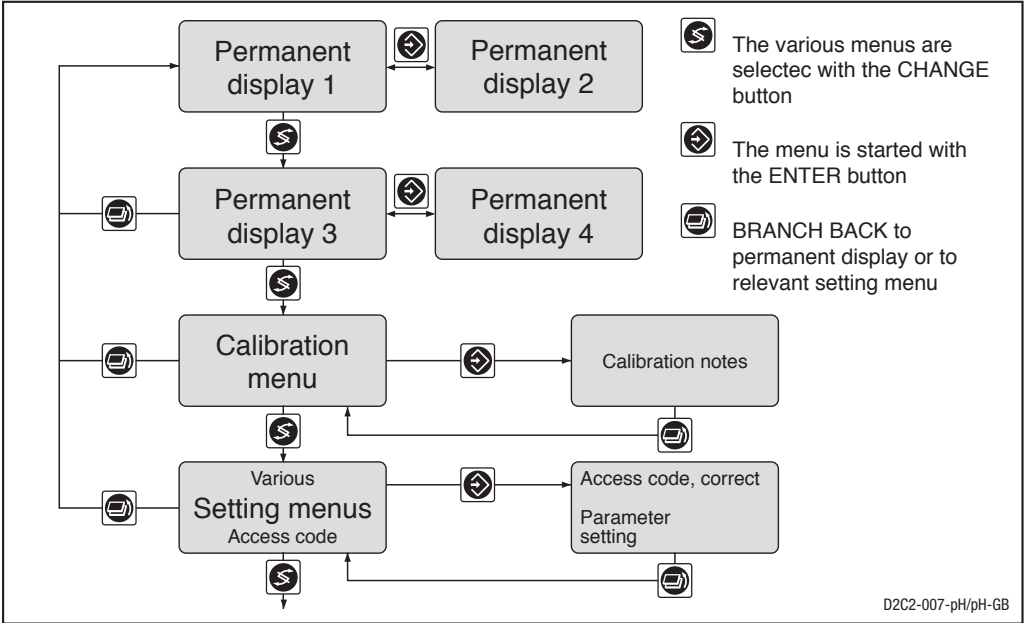 Permanent
display 1
Permanent
display 2
The various menus are
selectec with the CHANGE
button
The menu is started with
the ENTER button
BRANCH BACK to
permanent display or to
relevant setting menu
Permanent
display 3
Permanent
display 4
Calibration
menu
Calibration notes
Various
Setting menus
Access code
Access code, correct
Parameter
setting
D2C2-007-pH/pH-GB